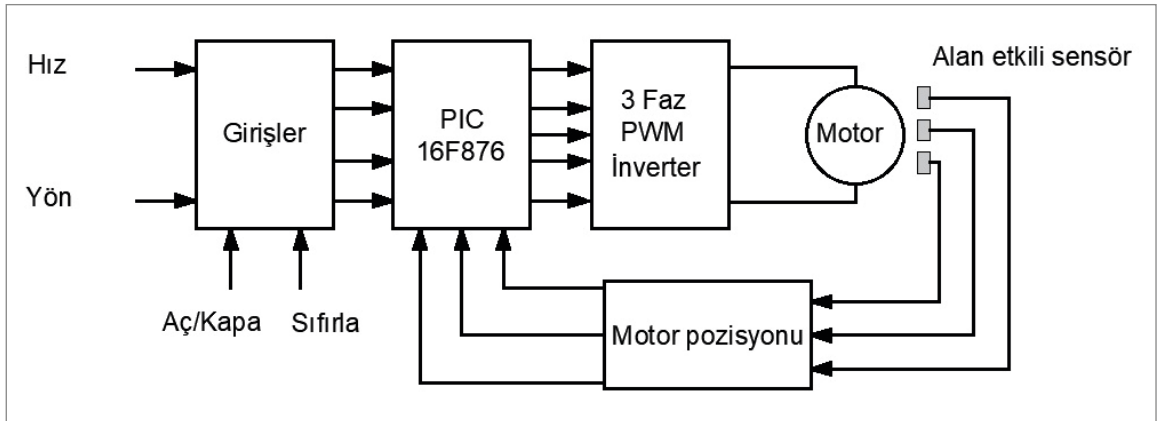 Hız
Yön
Girişler
Aç/Kapa
Sıfırla
PIC
16F876
3 Faz
PWM
İnverter
Motor
Alan etkili sensör
Motor pozisyonu